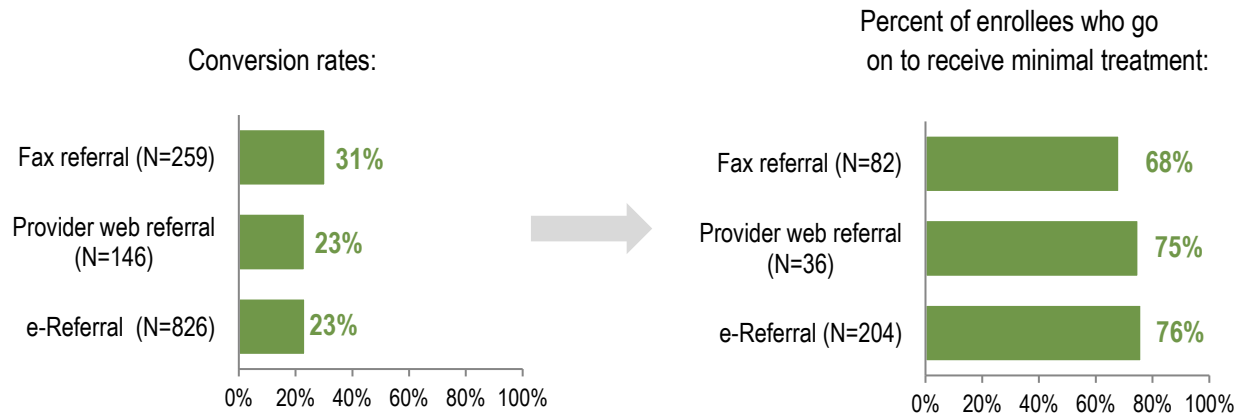 Conversion rates:
Fax referral (N=259)
31%
Provider web referral
(N=146)
23%
e-Referral (N=826)
23%
0% 20% 40% 60% 80% 100%
Percent of enrollees who go
on to receive minimal treatment:
Fax referral (N=82)
68%
Provider web referral
(N=36)
75%
e-Referral (N=204)
76%
0% 20% 40% 60% 80% 100%